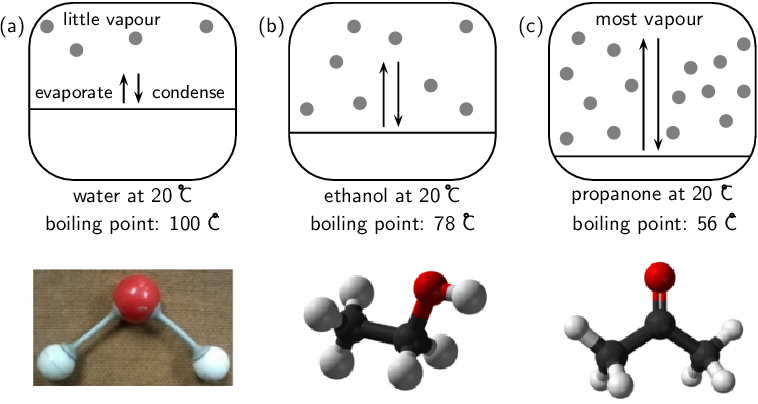 (a) little vapour
evaporate condense
water at 20 ℃
boiling point: 100 ℃
(b)
ethanol at 20 ℃
boiling point: 78 ℃
(c) most vapour
propanone at 20 ℃
boiling point: 56 ℃